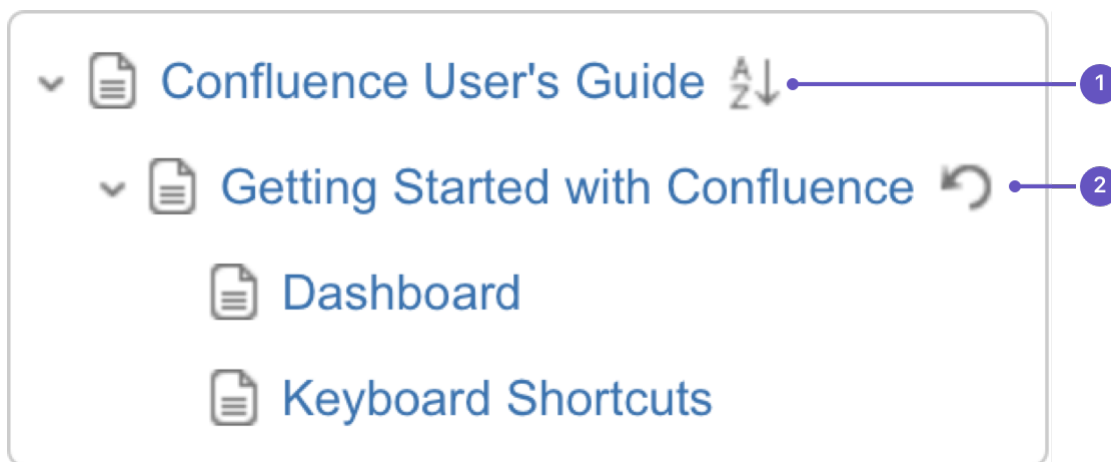 Confluence User's Guide A Z 1
Getting Started with Confluence 2
Dashboard
Keyboard Shortcuts